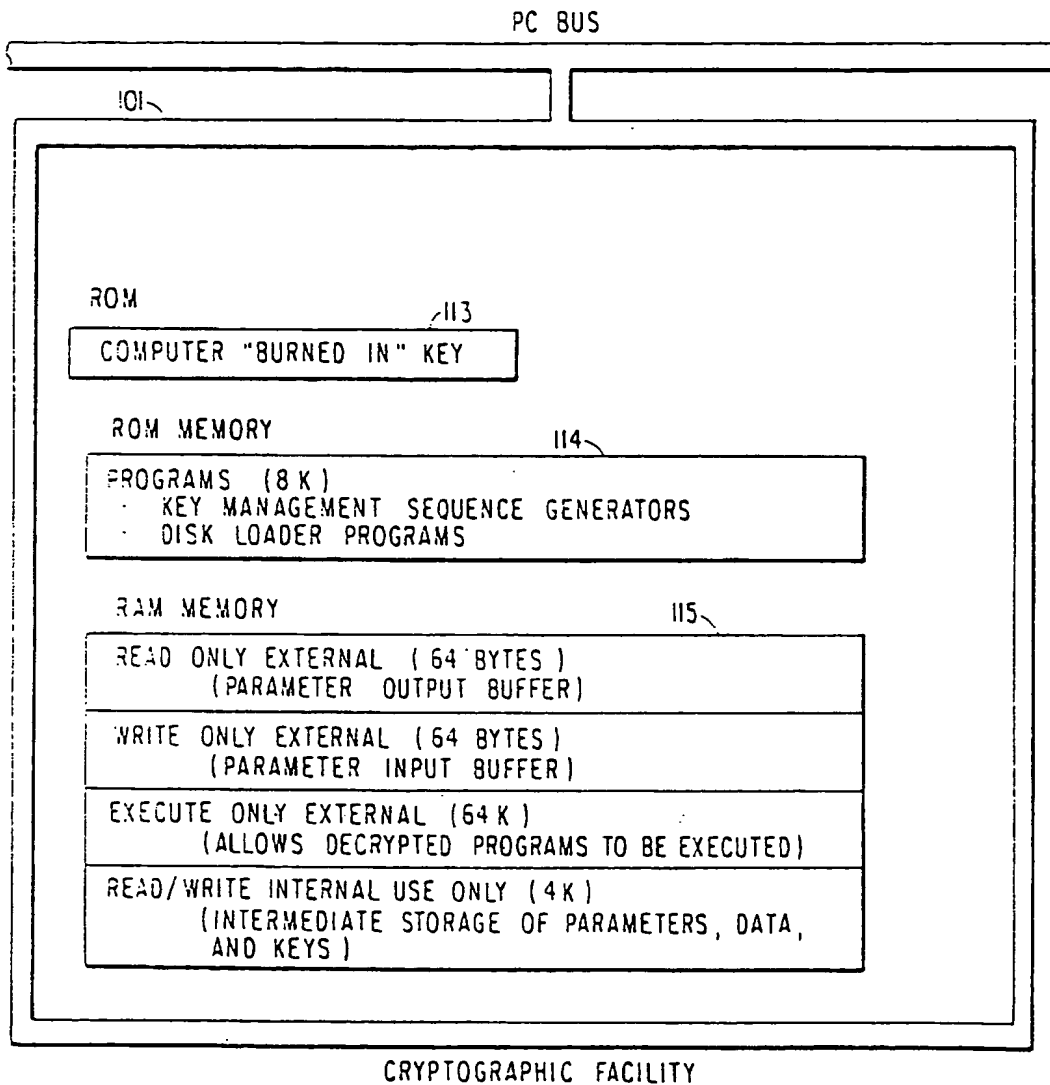 PC BUS
101
ROM
113
COMPUTER "BURNED IN" KEY
ROM MEMORY
114
PROGRAMS (8K)
· KEY MANAGEMENT SEQUENCE GENERATORS
· DISK LOADER PROGRAMS
RAM MEMORY
115
READ ONLY EXTERNAL (64 BYTES)
(PARAMETER OUTPUT BUFFER)
WRITE ONLY EXTERNAL (64 BYTES)
(PARAMETER INPUT BUFFER)
EXECUTE ONLY EXTERNAL (64K)
(ALLOWS DECRYPTED PROGRAMS TO BE EXECUTED)
READ/WRITE INTERNAL USE ONLY (4K)
(INTERMEDIATE STORAGE OF PARAMETERS, DATA,
AND KEYS)
CRYPTOGRAPHIC FACILITY